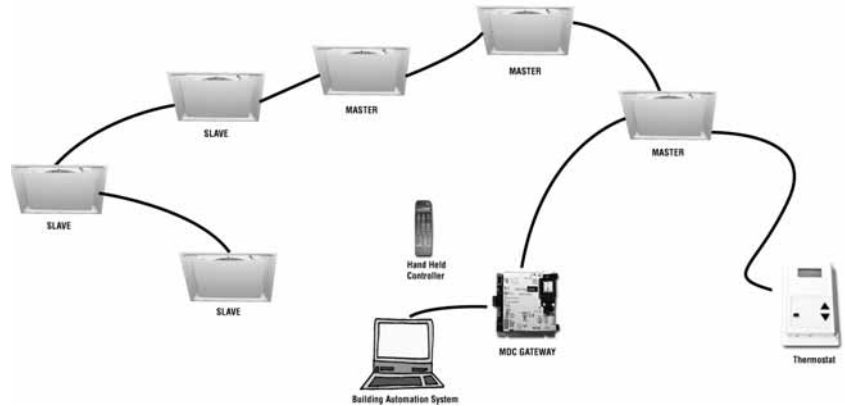 MASTER
MASTER
SLAVE
MASTER
SLAVE
SLAVE
Hand Held
Controller
MDC GATEWAY
Thermostat
Building Automation System